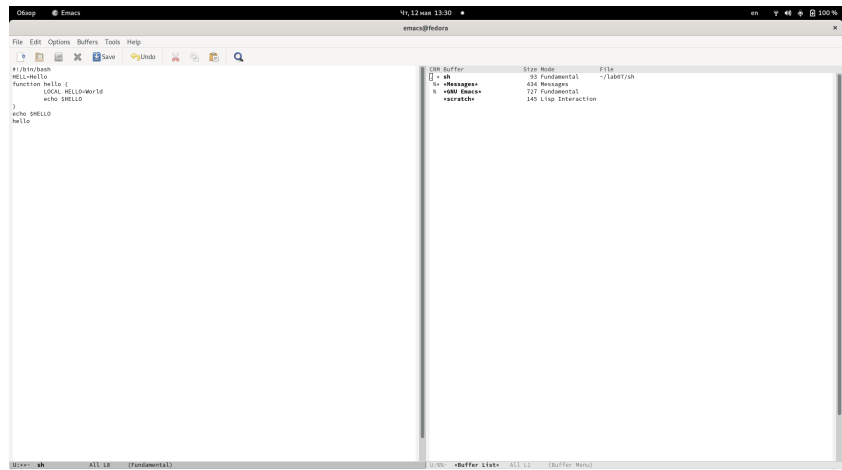 Обзор Emacs Чт, 12 мая 13:30 en 100 %
emacs@fedora
File Edit Options Buffers Tools Help
Save Undo
#!/bin/bash
HELL=Hello
function hello {
LOCAL HELLO=World
echo $HELLO
}
echo $HELLO
hello
CRM Buffer Size Mode File
* sh 93 Fundamental ~/lab07/sh
%* *Messages* 434 Messages
% *GNU Emacs* 727 Fundamental
*scratch* 145 Lisp Interaction
U:**- sh All L8 (Fundamental)
U:%%- *Buffer List* All L1 (Buffer Menu)